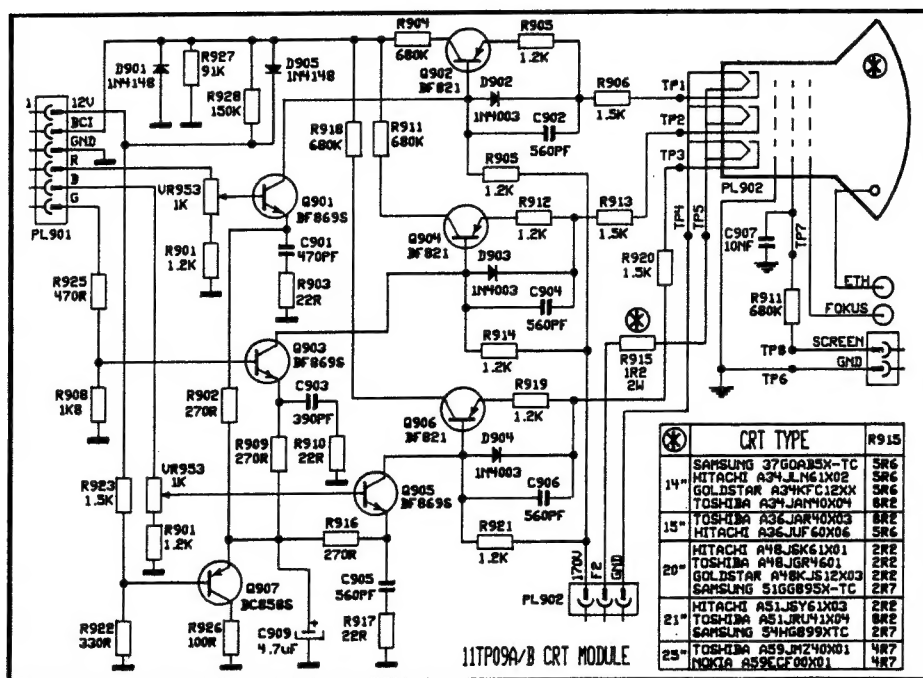 R904
680K
R905
1.2K
Q902
BF821
D901
1N4148
R927
91K
D905
1N4148
R928
150K
1
12V
BCI
GND
R
B
G
PL901
D902
1N4003
C902
560PF
R906
1.5K
TP1
TP2
TP3
PL902
R918
680K
R911
680K
R905
1.2K
VR953
1K
Q901
BF869S
R901
1.2K
C901
470PF
R903
22R
R912
1.2K
R913
1.5K
Q904
BF821
D903
1N4003
C904
560PF
TP4
TP5
R920
1.5K
C907
10NF
TP7
ETH
FOKUS
R911
680K
SCREEN
GND
TP8
TP6
R925
470R
Q903
BF869S
R914
1.2K
R915
1R2
2W
R908
1K8
R902
270R
C903
390PF
R919
1.2K
Q906
BF821
D904
1N4003
R909
270R
R910
22R
C906
560PF
R923
1.5K
VR953
1K
Q905
BF869S
R901
1.2K
R916
270R
R921
1.2K
Q907
BC858S
C905
560PF
170V
F2
GND
PL902
R922
330R
R926
100R
C909
4.7uF
+
R917
22R
11TP09A/B CRT MODULE
CRT TYPE R915
14" SAMSUNG 37GOAB5X-TC 5R6
HITACHI A34JLN61X02 5R6
GOLDSTAR A34KFC12XX 5R6
TOSHIBA A34JAN40X04 8R2
15" TOSHIBA A36JAR40X03 8R2
HITACHI A36JUF60X06 5R6
20" HITACHI A48JSK61X01 2R2
TOSHIBA A48JGR4601 2R2
GOLDSTAR A48KJS12X03 2R2
SAMSUNG 51GGB95X-TC 2R7
21" HITACHI A51JSY61X03 2R2
TOSHIBA A51JRU41X04 8R2
SAMSUNG 54HG899XTC 2R7
25" TOSHIBA A59JMZ40X01 4R7
NOKIA A59ECF00X01 4R7